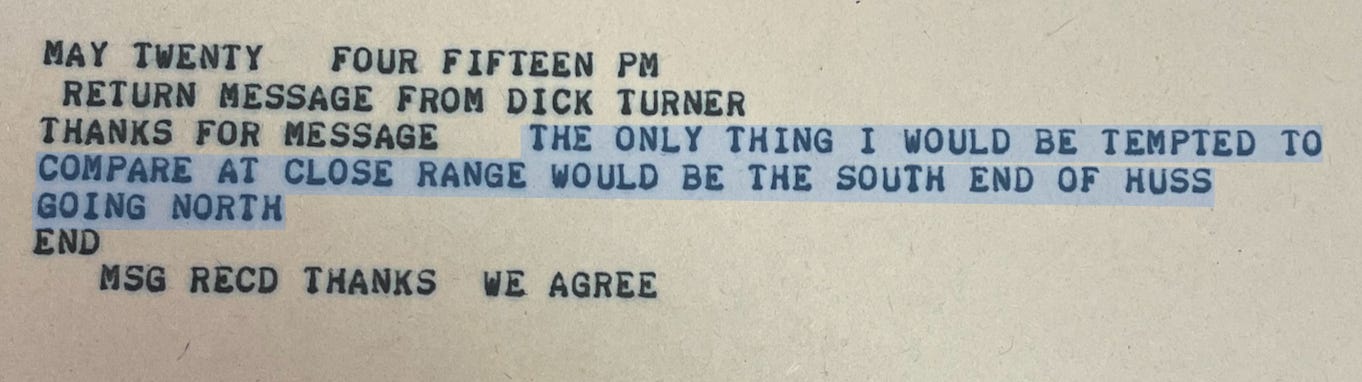 MAY TWENTY FOUR FIFTEEN PM
RETURN MESSAGE FROM DICK TURNER
THANKS FOR MESSAGE THE ONLY THING I WOULD BE TEMPTED TO
COMPARE AT CLOSE RANGE WOULD BE THE SOUTH END OF HUSS
GOING NORTH
END
MSG RECD THANKS WE AGREE